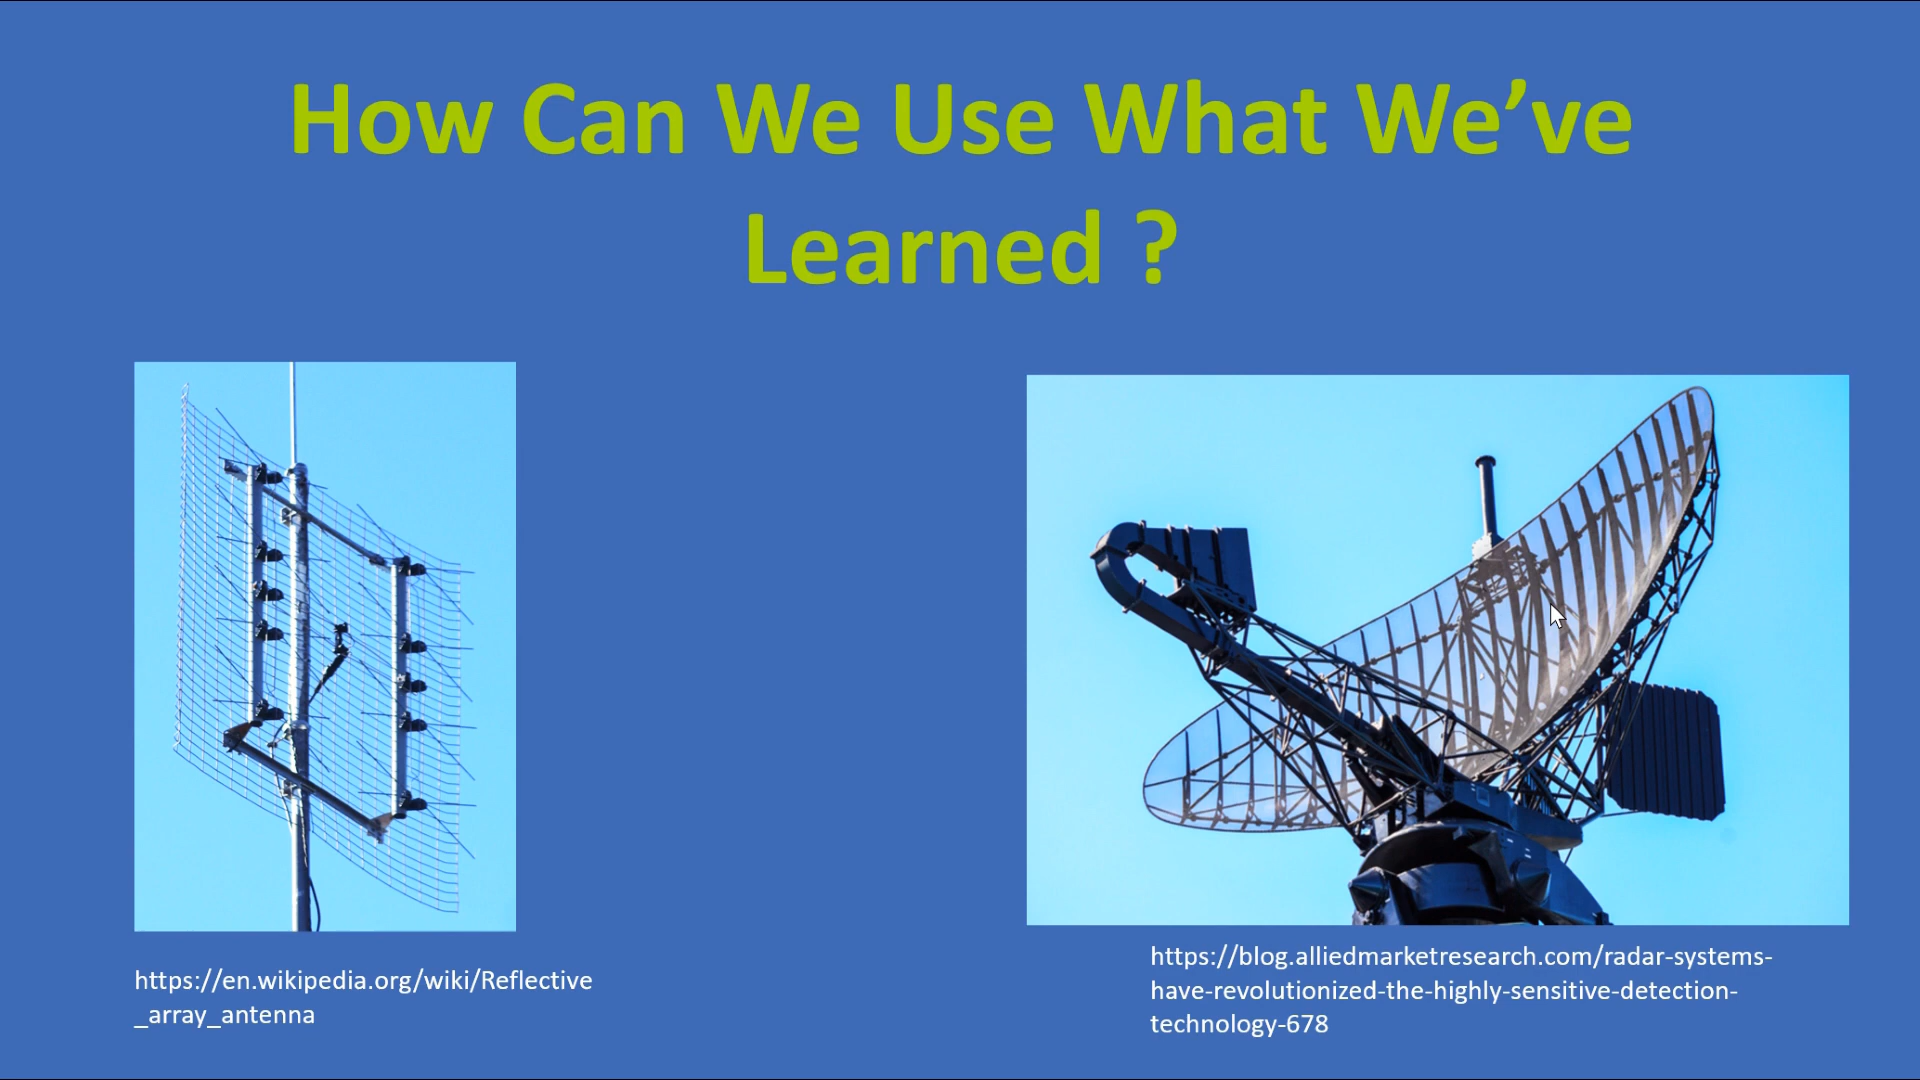 How Can We Use What We’ve
Learned ?
https://en.wikipedia.org/wiki/Reflective
_array_antenna
https://blog.alliedmarketresearch.com/radar-systems-
have-revolutionized-the-highly-sensitive-detection-
technology-678